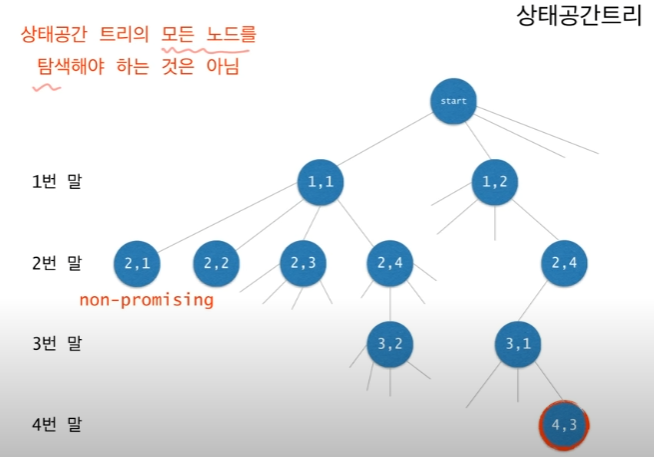 상태공간트리
상태공간 트리의 모든 노드를
탐색해야 하는 것은 아님
start
1번 말
1,1
1,2
2번 말
2,1
2,2
2,3
2,4
2,4
non-promising
3번 말
3,2
3,1
4번 말
4,3